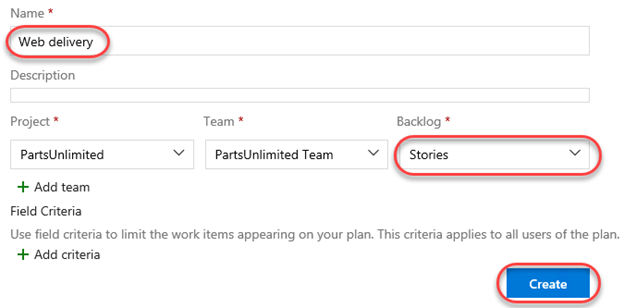 Name *
Web delivery
Description
Project * Team * Backlog *
PartsUnlimited PartsUnlimited Team Stories
+ Add team
Field Criteria
Use field criteria to limit the work items appearing on your plan. This criteria applies to all users of the plan.
+ Add criteria
Create